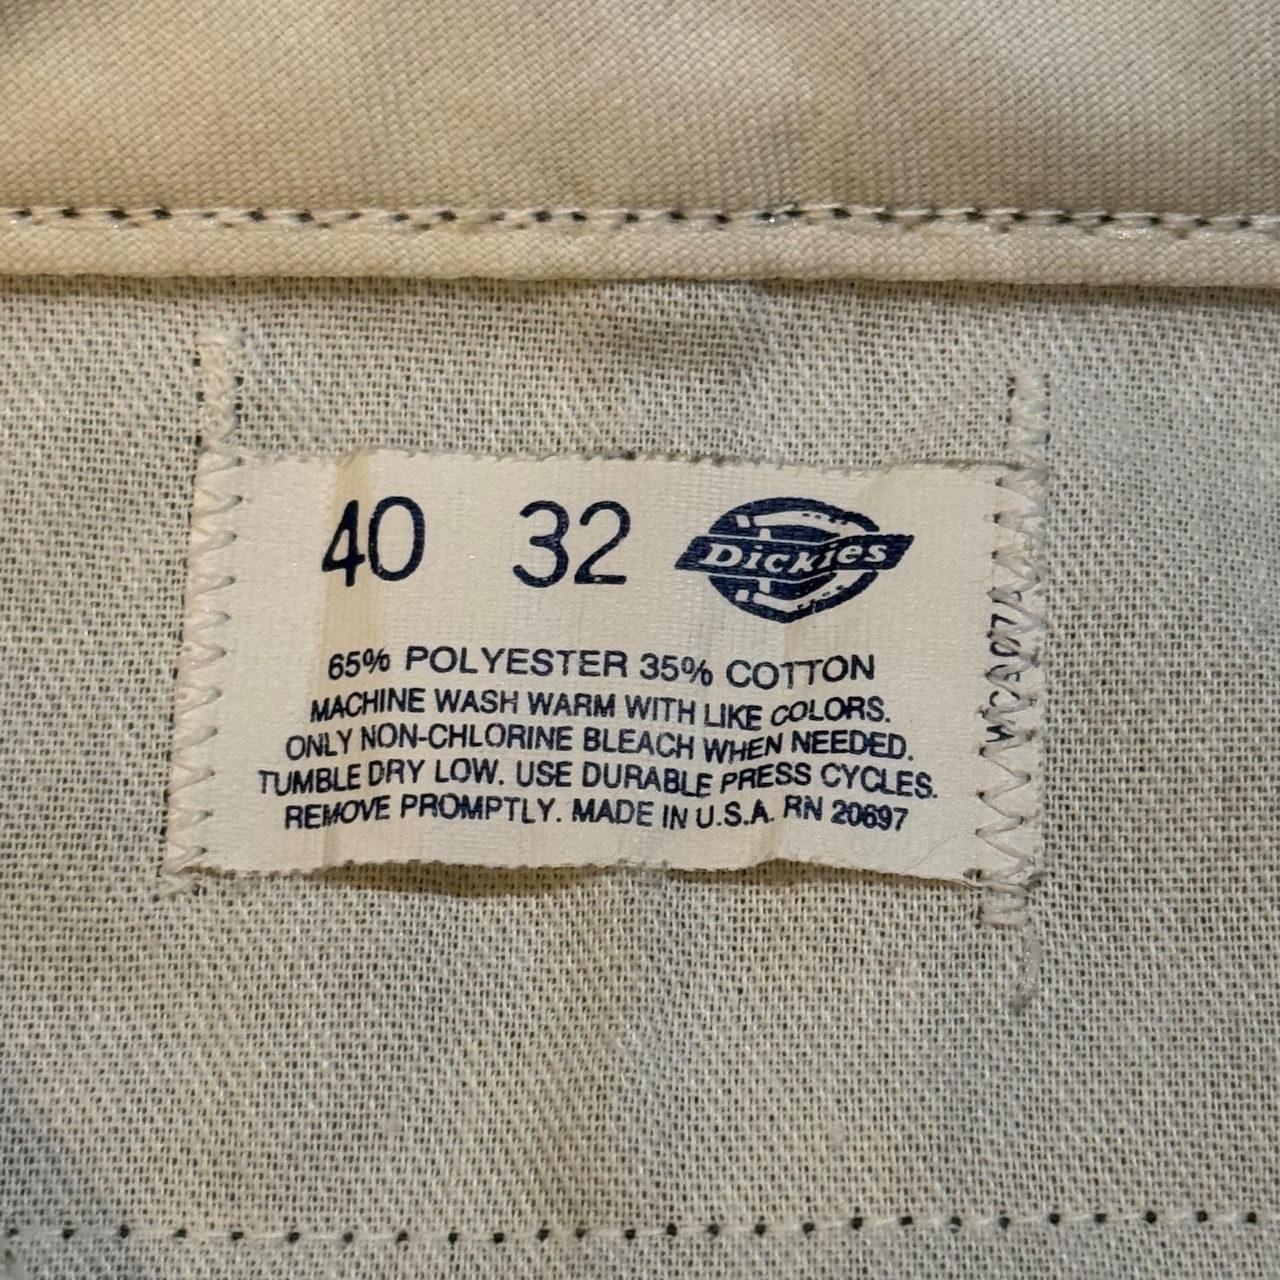 40 32 Dickies
65% POLYESTER 35% COTTON
MACHINE WASH WARM WITH LIKE COLORS.
ONLY NON-CHLORINE BLEACH WHEN NEEDED.
TUMBLE DRY LOW. USE DURABLE PRESS CYCLES.
REMOVE PROMPTLY. MADE IN U.S.A. RN 20697